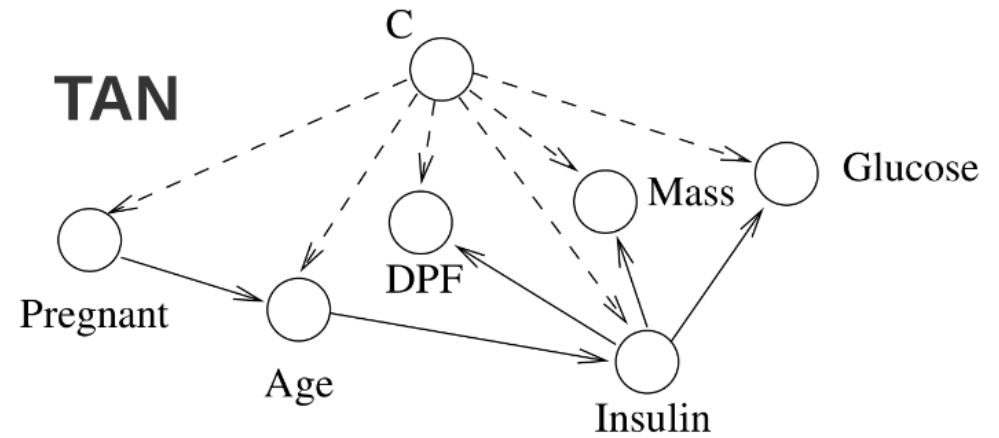 C
TAN
Glucose
Mass
DPF
Pregnant
Age
Insulin